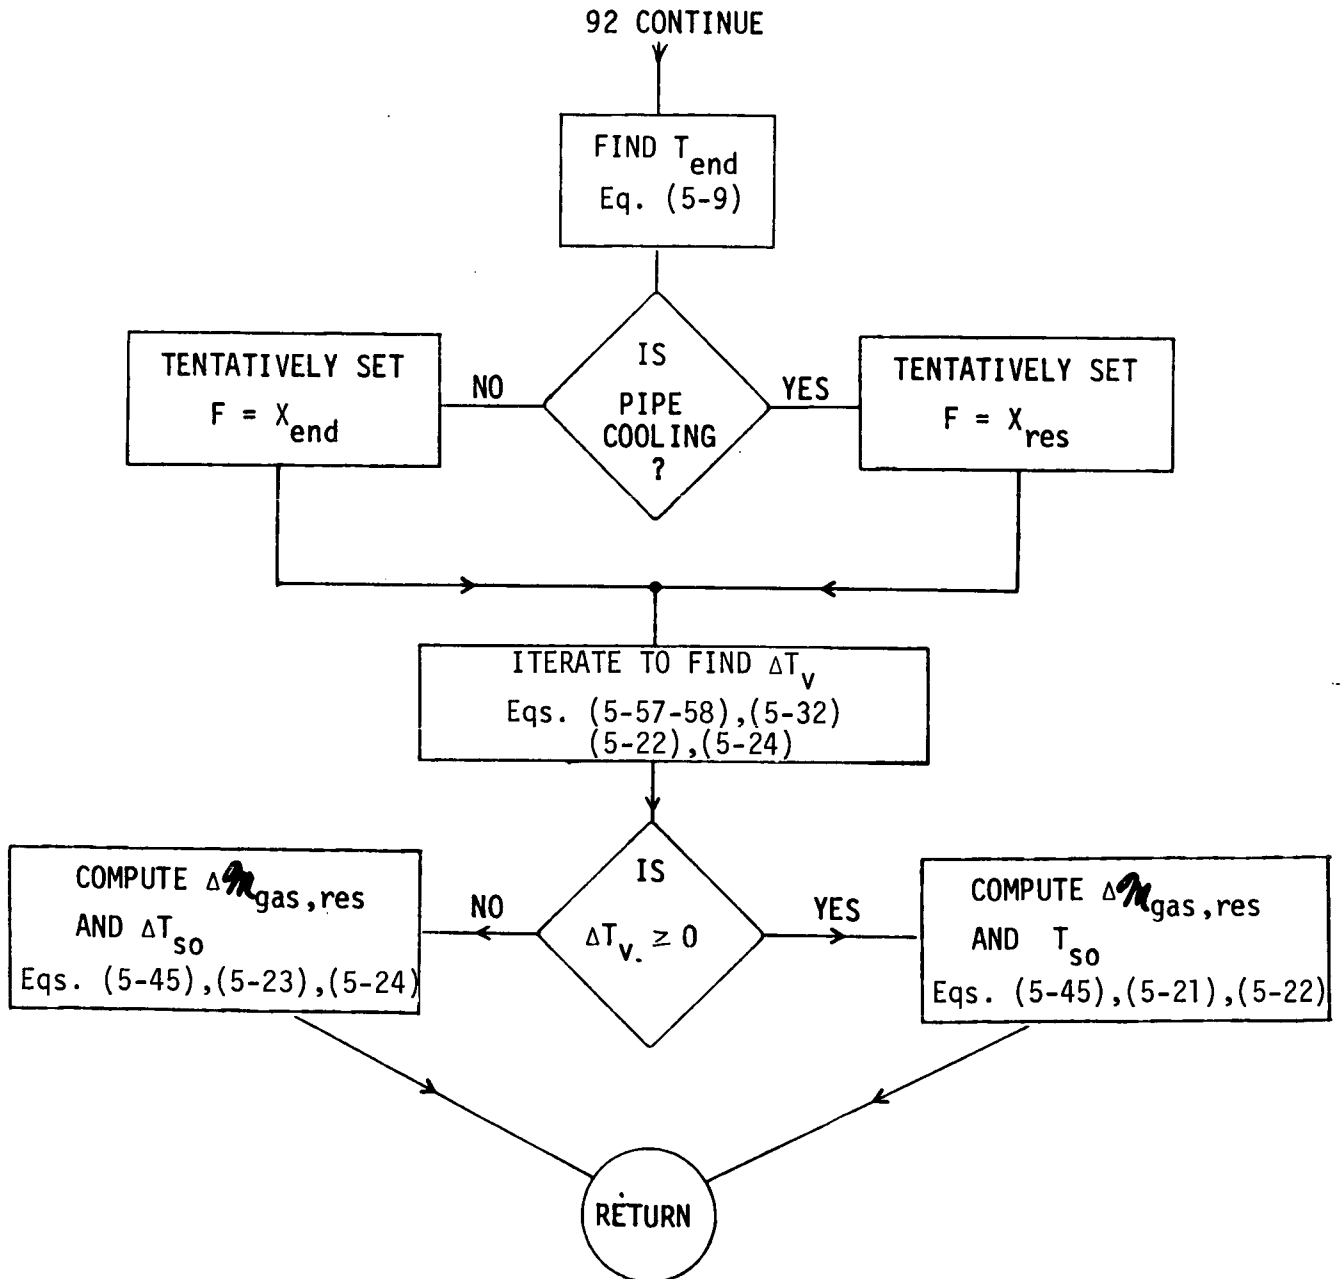 92 CONTINUE
FIND T_end
Eq. (5-9)
TENTATIVELY SET
F = X_end
NO
IS
PIPE
COOLING
?
YES
TENTATIVELY SET
F = X_res
ITERATE TO FIND ΔT_v
Eqs. (5-57-58),(5-32)
(5-22),(5-24)
COMPUTE Δ𝓂_gas,res
AND ΔT_so
Eqs. (5-45),(5-23),(5-24)
NO
IS
ΔT_v. ≥ 0
YES
COMPUTE Δ𝓂_gas,res
AND T_so
Eqs. (5-45),(5-21),(5-22)
RETURN